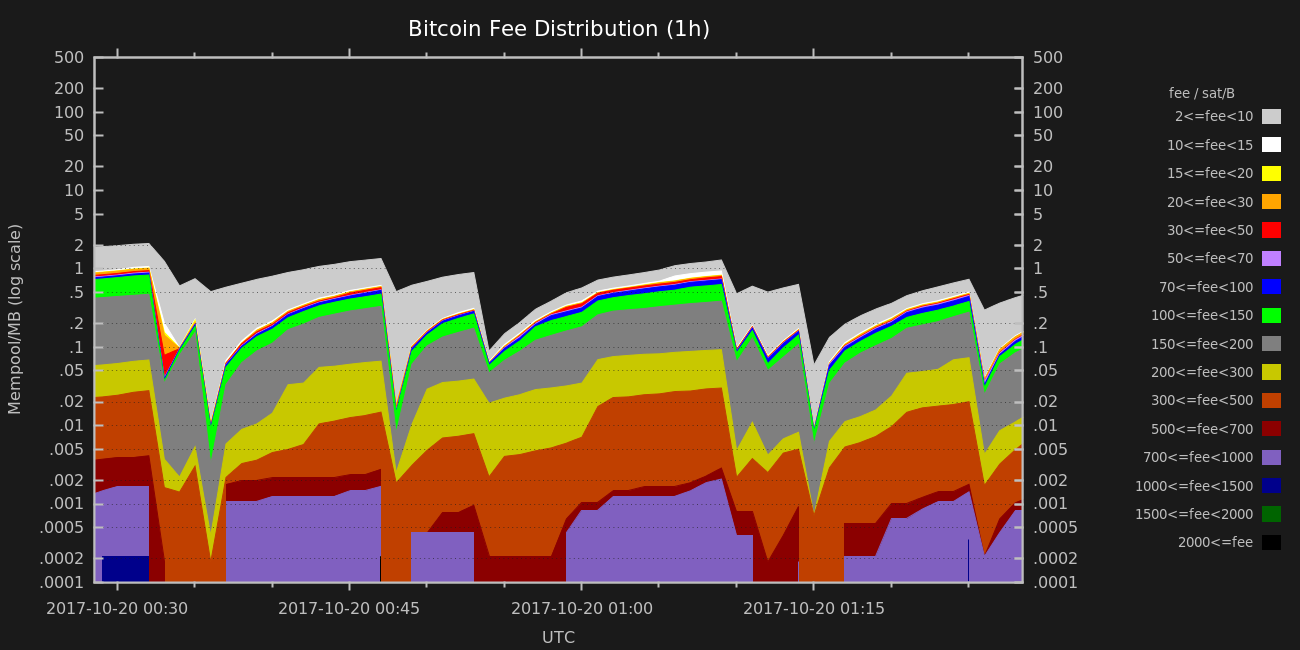 Bitcoin Fee Distribution (1h)
500
200
100
50
20
10
5
2
1
.5
.2
.1
.05
.02
.01
.005
.002
.001
.0005
.0002
.0001
Mempool/MB (log scale)
500
200
100
50
20
10
5
2
1
.5
.2
.1
.05
.02
.01
.005
.002
.001
.0005
.0002
.0001
fee / sat/B
2<=fee<10
10<=fee<15
15<=fee<20
20<=fee<30
30<=fee<50
50<=fee<70
70<=fee<100
100<=fee<150
150<=fee<200
200<=fee<300
300<=fee<500
500<=fee<700
700<=fee<1000
1000<=fee<1500
1500<=fee<2000
2000<=fee
2017-10-20 00:30 2017-10-20 00:45 2017-10-20 01:00 2017-10-20 01:15
UTC